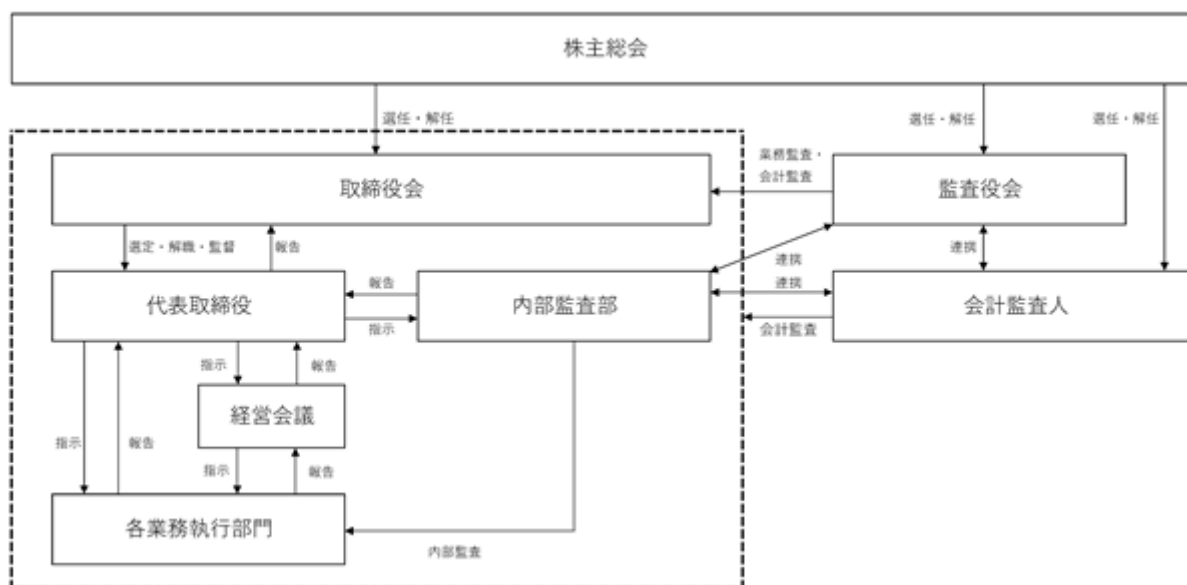 株主総会
選任・解任
選任・解任
選任・解任
取締役会
業務監査・
会計監査
監査役会
選定・解職・監督
報告
連携
連携
代表取締役
報告
指示
内部監査部
連携
会計監査
会計監査人
指示
報告
経営会議
指示
報告
指示
報告
各業務執行部門
内部監査